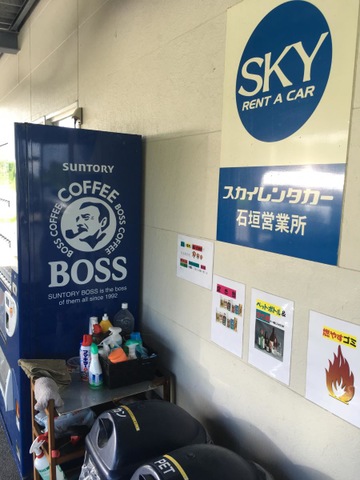 SKY
RENT A CAR
スカイレンタカー
石垣営業所
SUNTORY
BOSS COFFEE BOSS COFFEE
COFFEE
BOSS
SUNTORY BOSS is the boss
of them all since 1992
ペットボトル&
燃やすゴミ
カン
PET